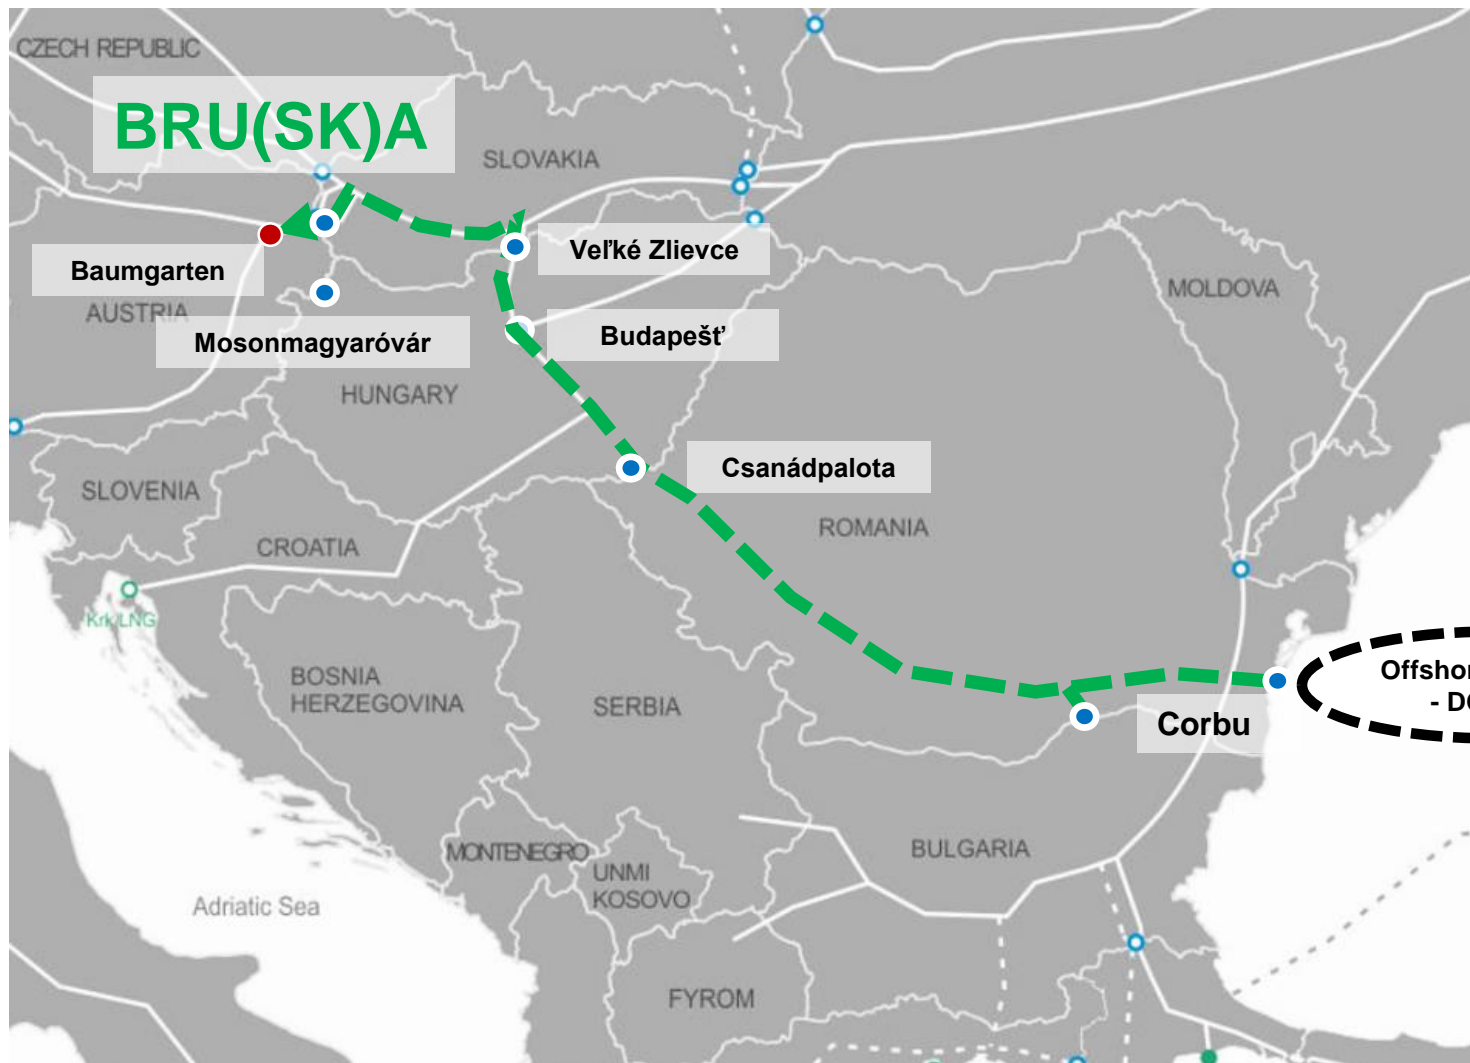 CZECH REPUBLIC
BRU(SK)A
SLOVAKIA
Veľké Zlievce
Baumgarten
MOLDOVA
AUSTRIA
Mosonmagyaróvár
Budapešť
HUNGARY
Csanádpalota
SLOVENIA
ROMANIA
CROATIA
Krk LNG
BOSNIA
HERZEGOVINA
SERBIA
Offshor
- D
Corbu
MONTENEGRO
BULGARIA
UNMI
KOSOVO
Adriatic Sea
FYROM